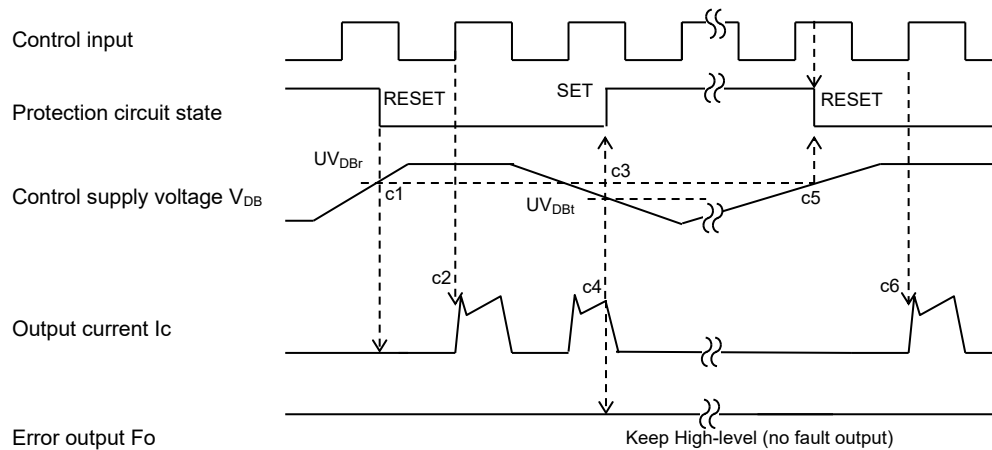 Control input
Protection circuit state
RESET
SET
RESET
UVDBr
Control supply voltage VDB
c1
c3
UVDBt
c5
c2
c4
c6
Output current Ic
Error output Fo
Keep High-level (no fault output)